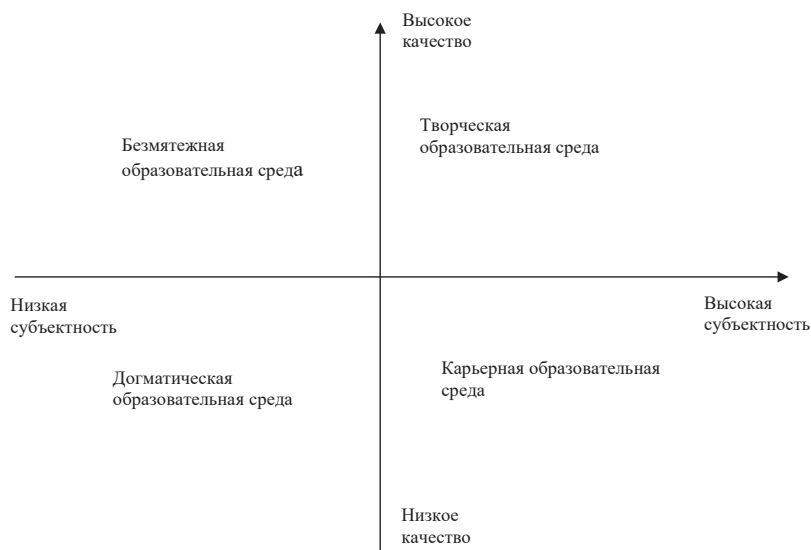 Высокое
качество
Творческая
образовательная среда
Безмятежная
образовательная среда
Низкая
субъектность
Высокая
субъектность
Карьерная образовательная
среда
Догматическая
образовательная среда
Низкое
качество